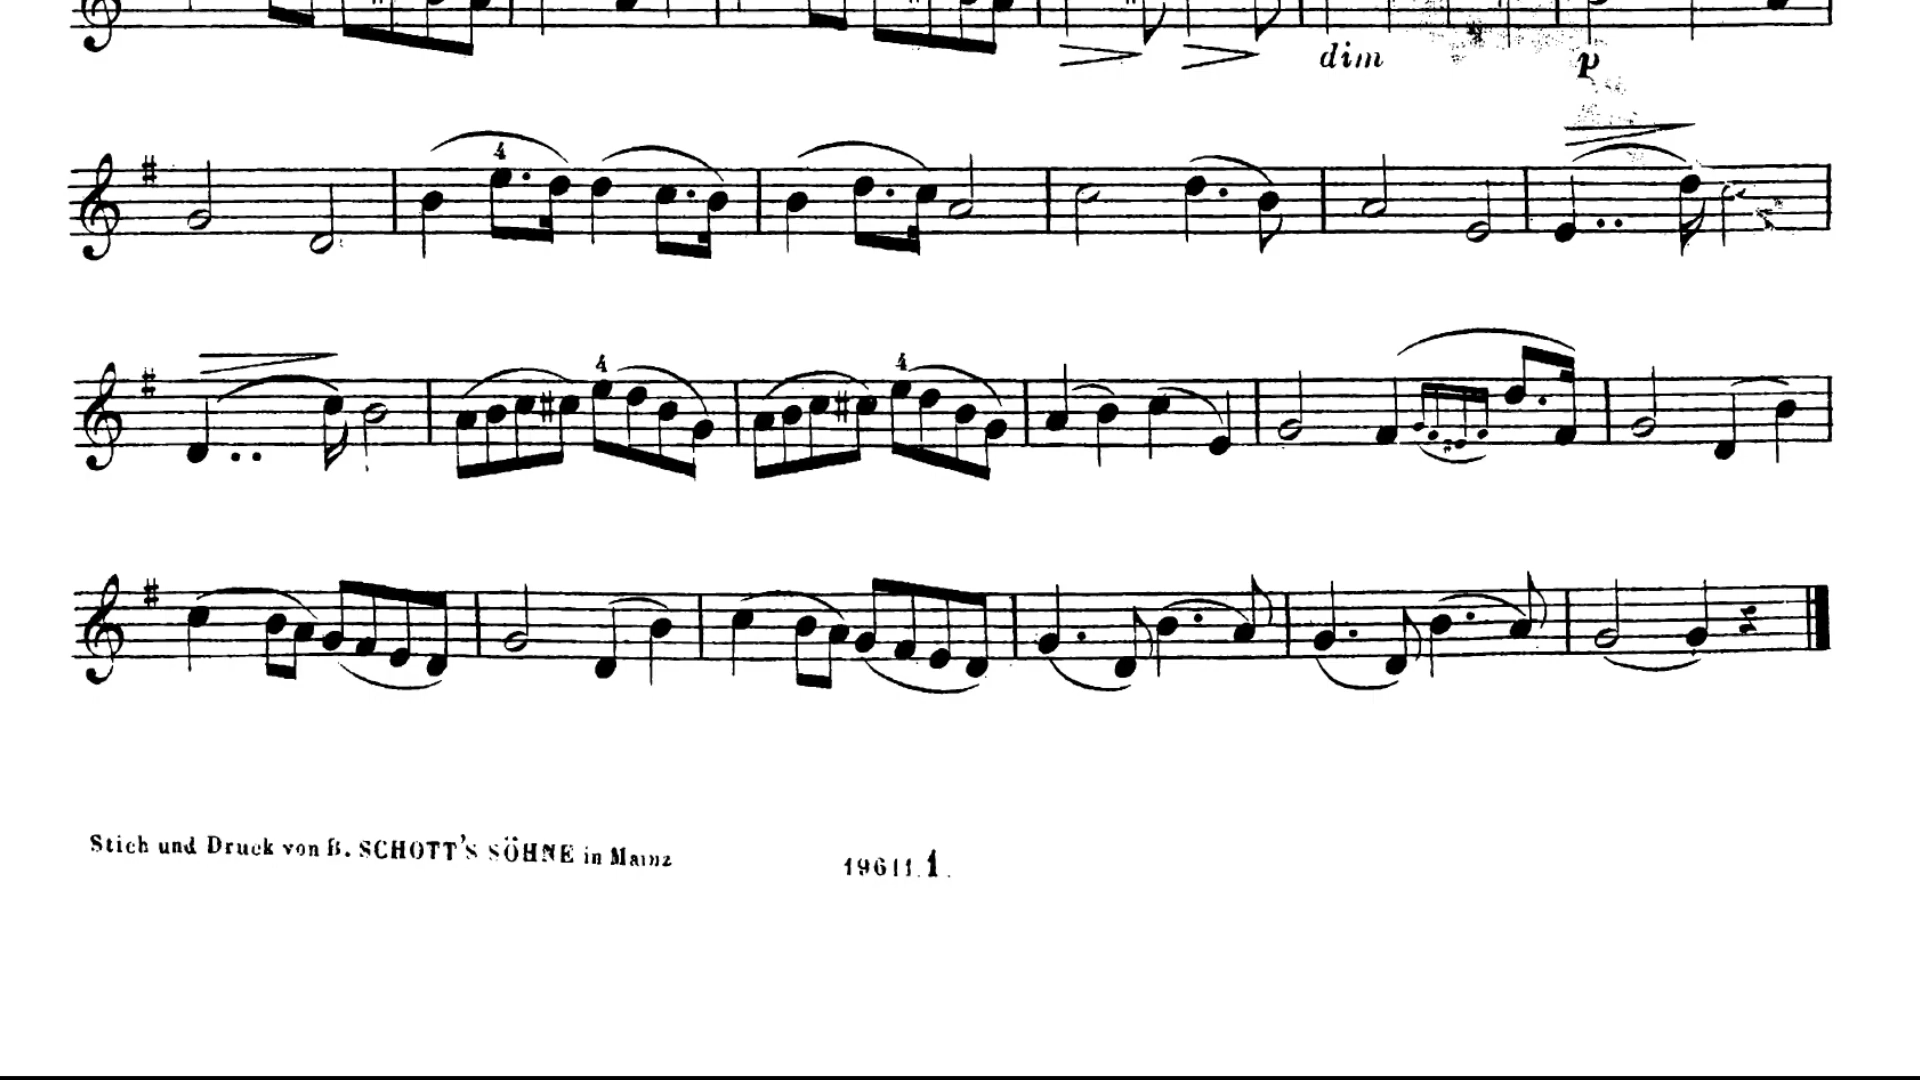 dim p
4
4 4
Stich und Druck von B. SCHOTT'S SÖHNE in Mainz 19611.1.